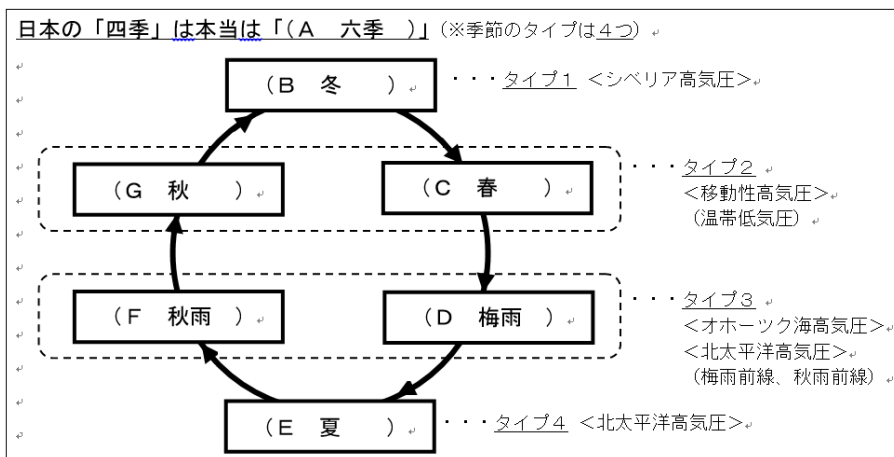 日本の「四季」は本当は「（Ａ　六季　）」（※季節のタイプは４つ）
（Ｂ　冬　　） ・・・タイプ１ ＜シベリア高気圧＞
（Ｇ　秋　　） （Ｃ　春　　） ・・・タイプ２
＜移動性高気圧＞
（温帯低気圧）
（Ｆ　秋雨　） （Ｄ　梅雨　） ・・・タイプ３
＜オホーツク海高気圧＞
＜北太平洋高気圧＞
（梅雨前線、秋雨前線）
（Ｅ　夏　　） ・・・タイプ４ ＜北太平洋高気圧＞